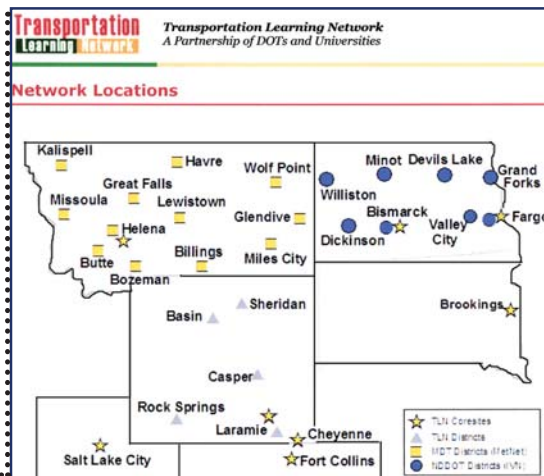 Transportation
Learning Network
Transportation Learning Network
A Partnership of DOTs and Universities
Network Locations
Kalispell
Havre
Wolf Point
Minot
Devils Lake
Grand
Forks
Great Falls
Williston
Missoula
Lewistown
Glendive
Bismarck
Valley
City
Fargo
Helena
Dickinson
Butte
Billings
Miles City
Bozeman
Sheridan
Basin
Brookings
Casper
Rock Springs
Laramie
Cheyenne
Salt Lake City
Fort Collins
TLN Coresites
TLN Districts
MDT Districts (MetNet)
NDDOT Districts (IVN)